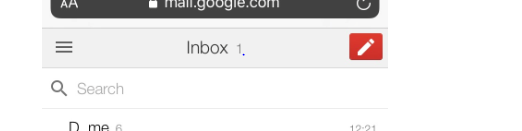 AA mail.google.com
Inbox 1
Search
D, me 6 12:21